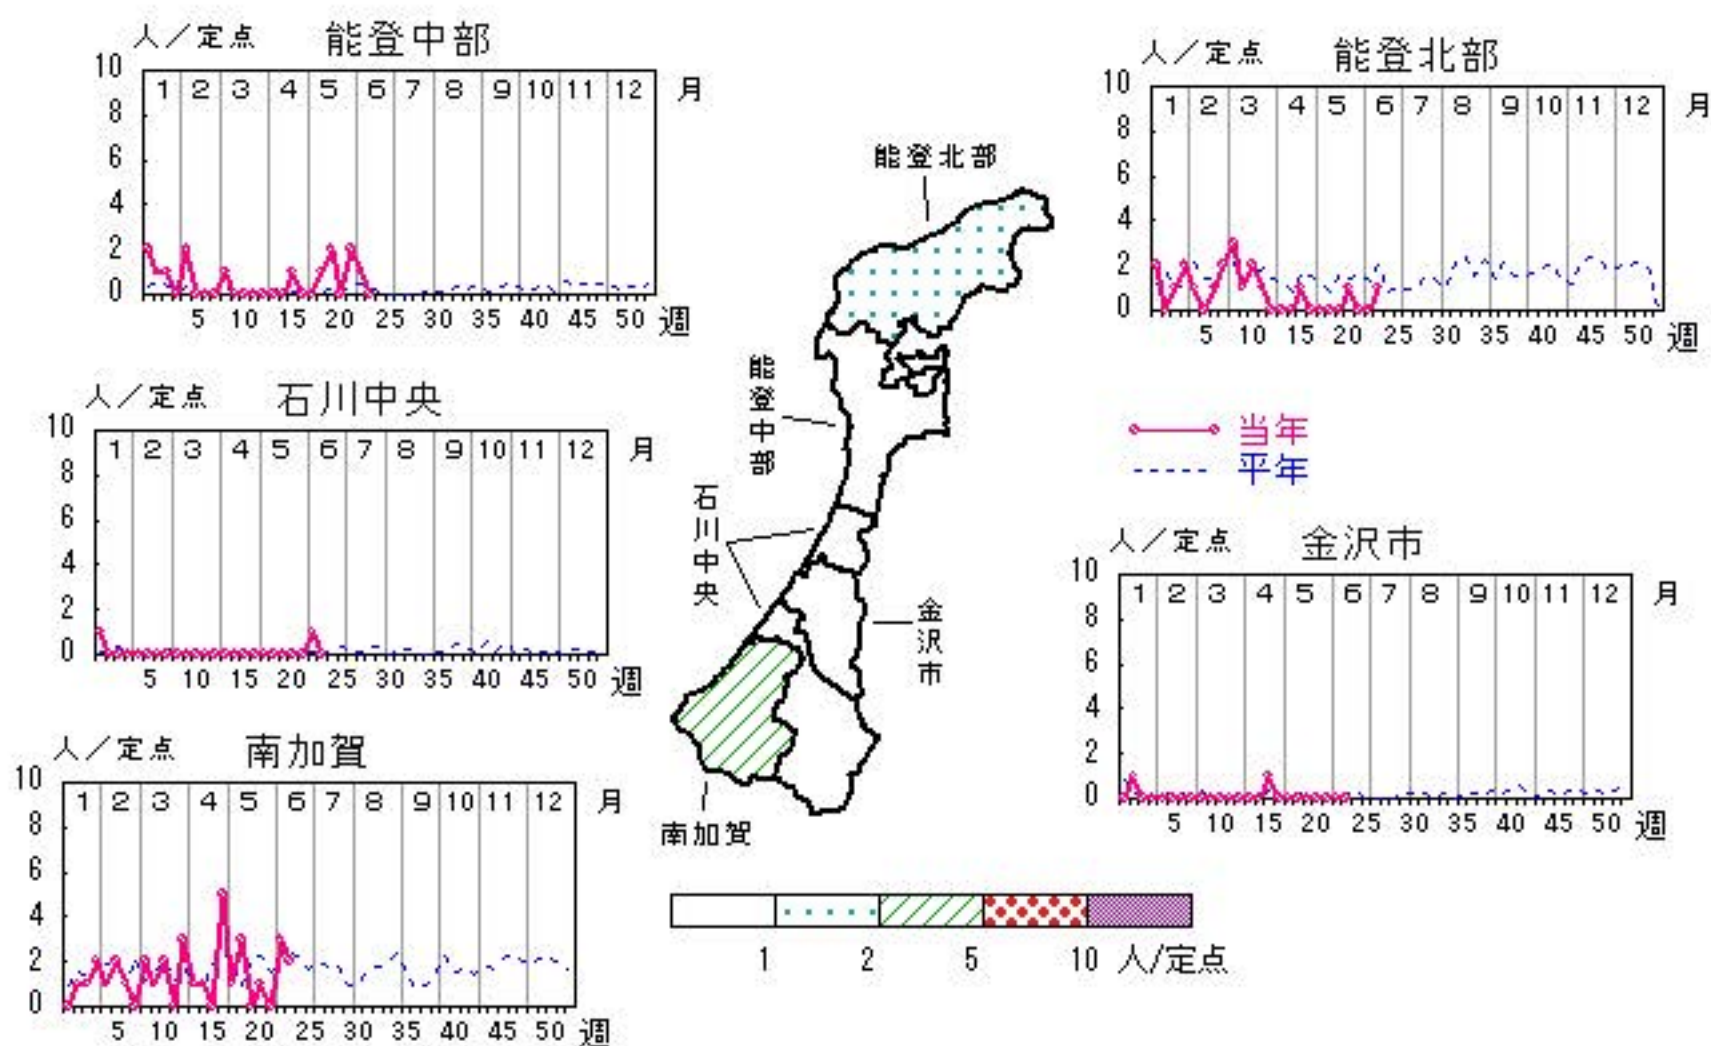 人／定点 能登中部
10 8 6 4 2 0
1 2 3 4 5 6 7 8 9 10 11 12 月
5 10 15 20 25 30 35 40 45 50 週
人／定点 能登北部
10 8 6 4 2 0
1 2 3 4 5 6 7 8 9 10 11 12 月
5 10 15 20 25 30 35 40 45 50 週
人／定点 石川中央
10 8 6 4 2 0
1 2 3 4 5 6 7 8 9 10 11 12 月
5 10 15 20 25 30 35 40 45 50 週
当年
平年
人／定点 金沢市
10 8 6 4 2 0
1 2 3 4 5 6 7 8 9 10 11 12 月
5 10 15 20 25 30 35 40 45 50 週
人／定点 南加賀
10 8 6 4 2 0
1 2 3 4 5 6 7 8 9 10 11 12 月
5 10 15 20 25 30 35 40 45 50 週
能登北部
能登中部
石川中央
金沢市
南加賀
1 2 5 10 人/定点